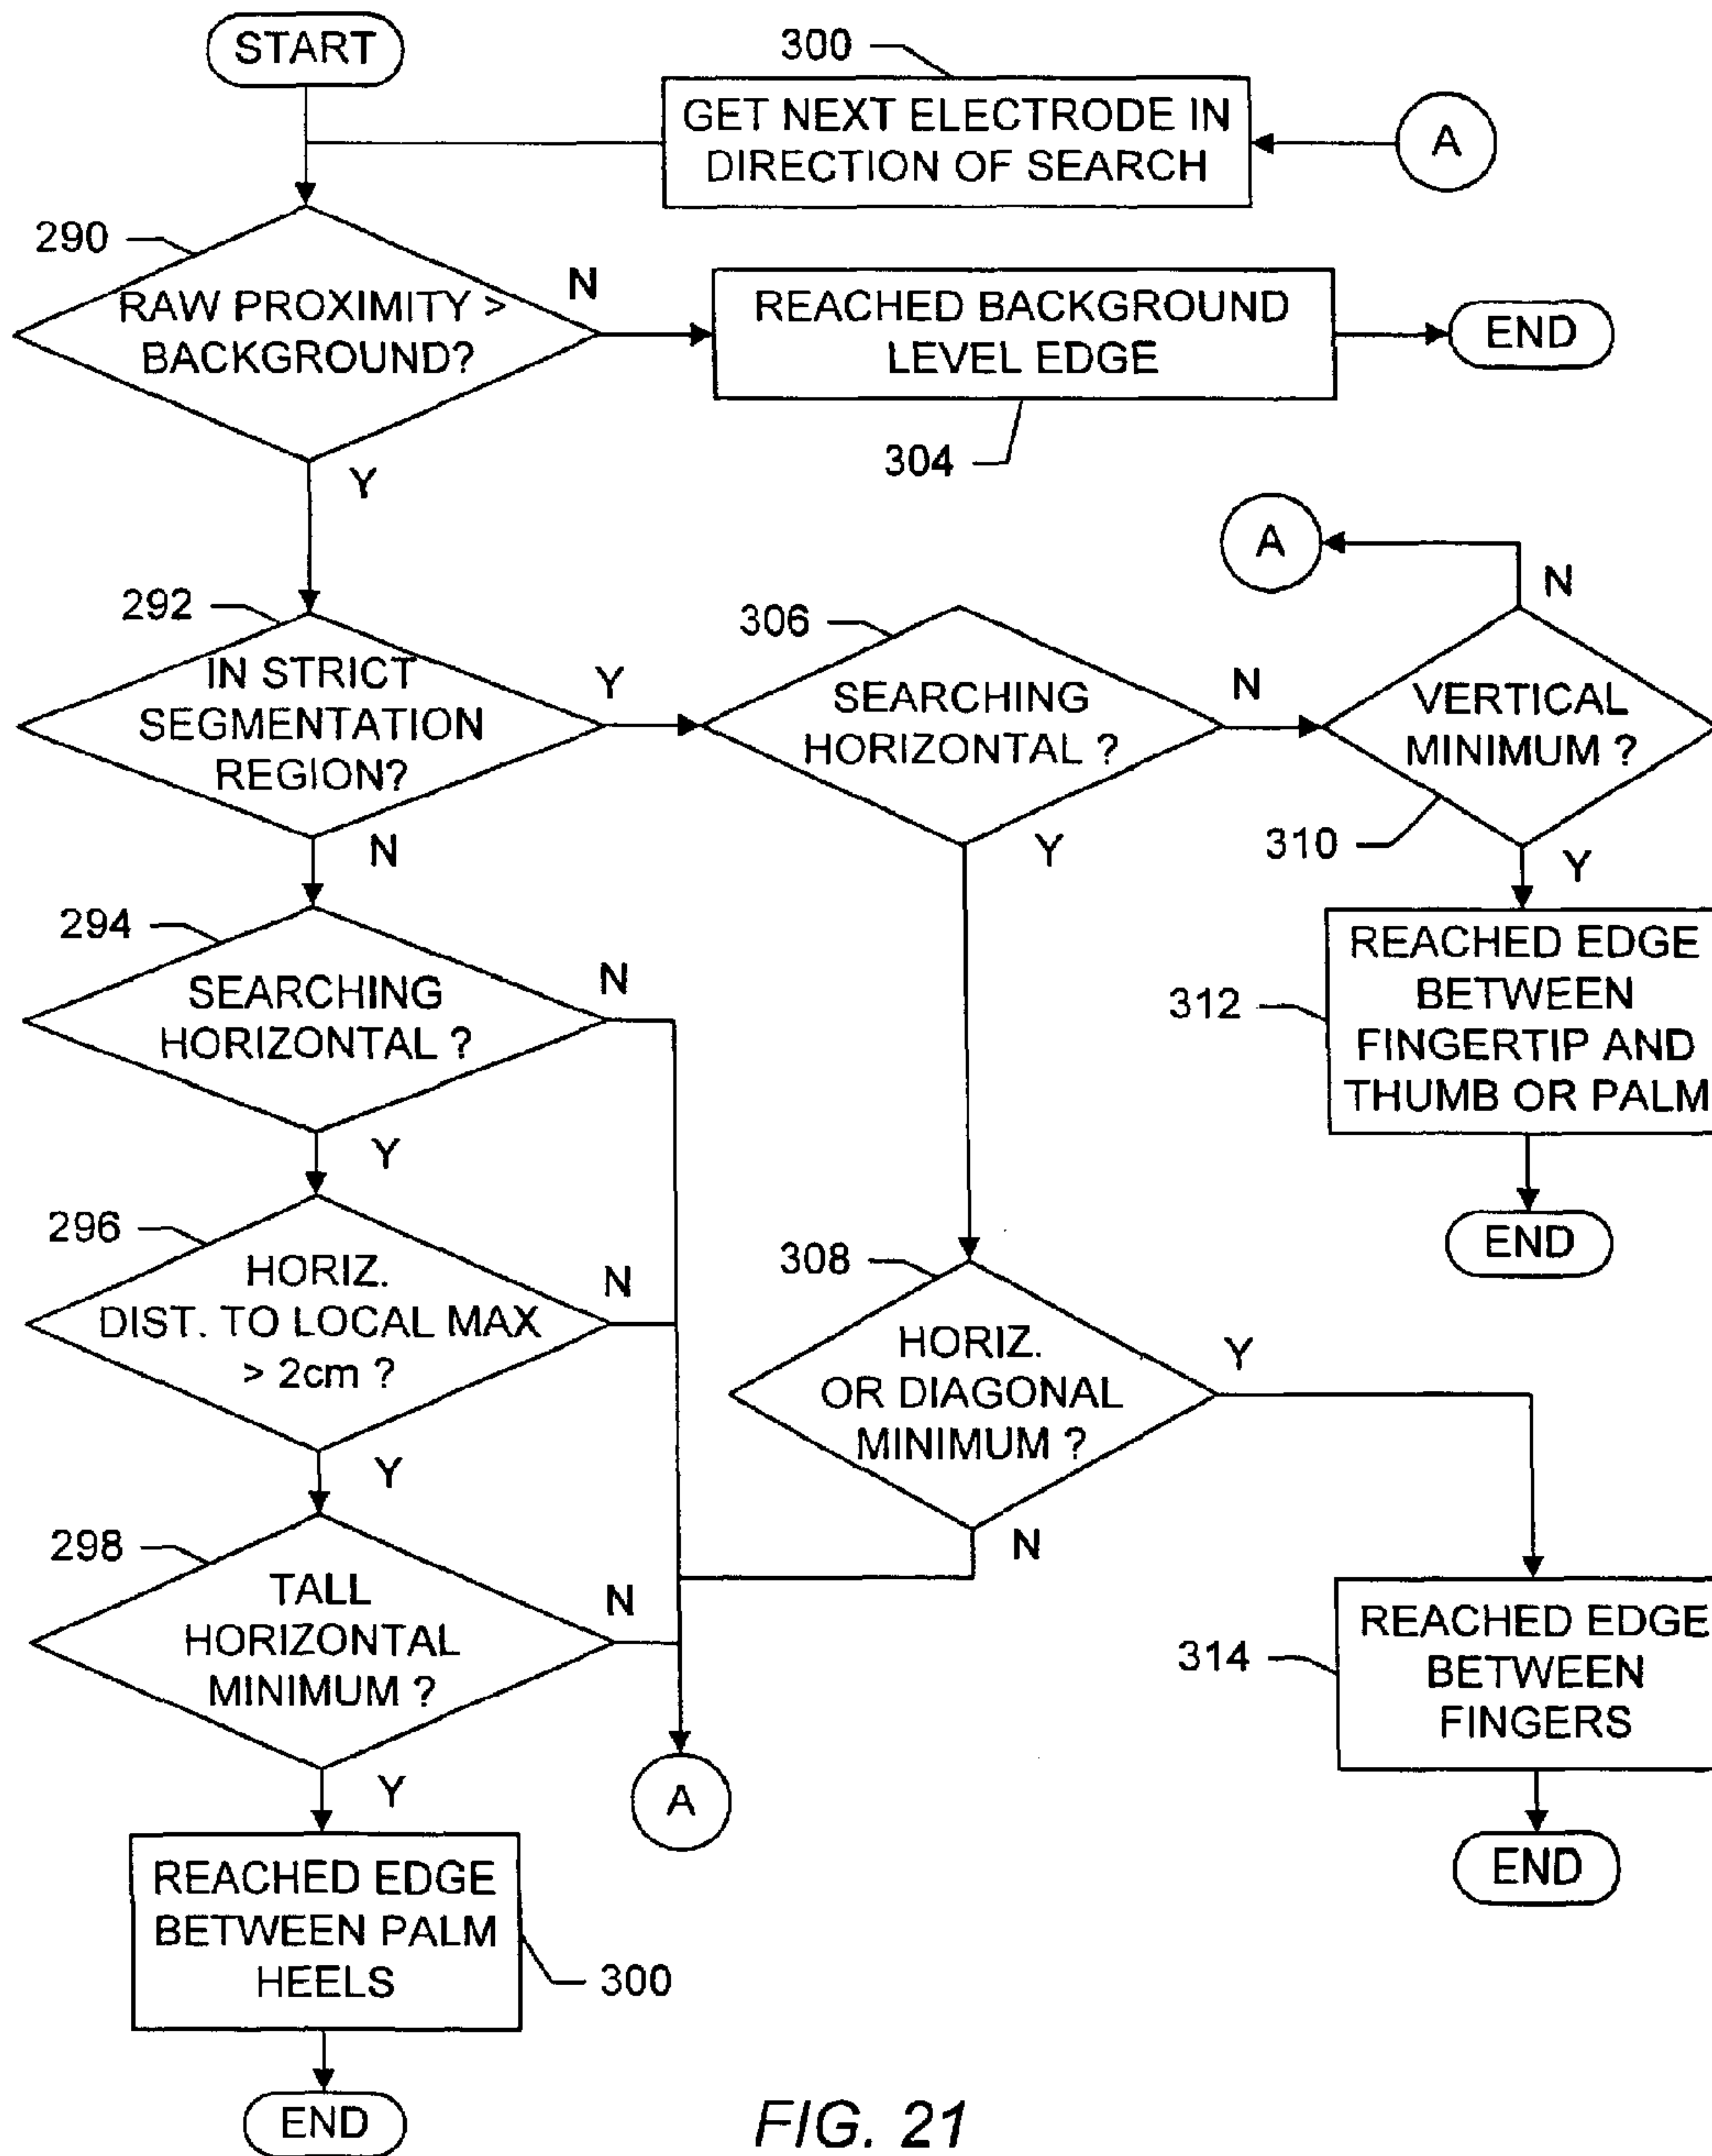 START
300
GET NEXT ELECTRODE IN
DIRECTION OF SEARCH
A
290
RAW PROXIMITY >
BACKGROUND?
N
Y
REACHED BACKGROUND
LEVEL EDGE
304
END
A
N
292
IN STRICT
SEGMENTATION
REGION?
Y
N
306
SEARCHING
HORIZONTAL ?
N
Y
VERTICAL
MINIMUM ?
310
Y
294
SEARCHING
HORIZONTAL ?
N
Y
312
REACHED EDGE
BETWEEN
FINGERTIP AND
THUMB OR PALM
END
296
HORIZ.
DIST. TO LOCAL MAX
> 2cm ?
N
Y
308
HORIZ.
OR DIAGONAL
MINIMUM ?
Y
N
298
TALL
HORIZONTAL
MINIMUM ?
N
Y
A
314
REACHED EDGE
BETWEEN
FINGERS
END
REACHED EDGE
BETWEEN PALM
HEELS
300
END
FIG. 21